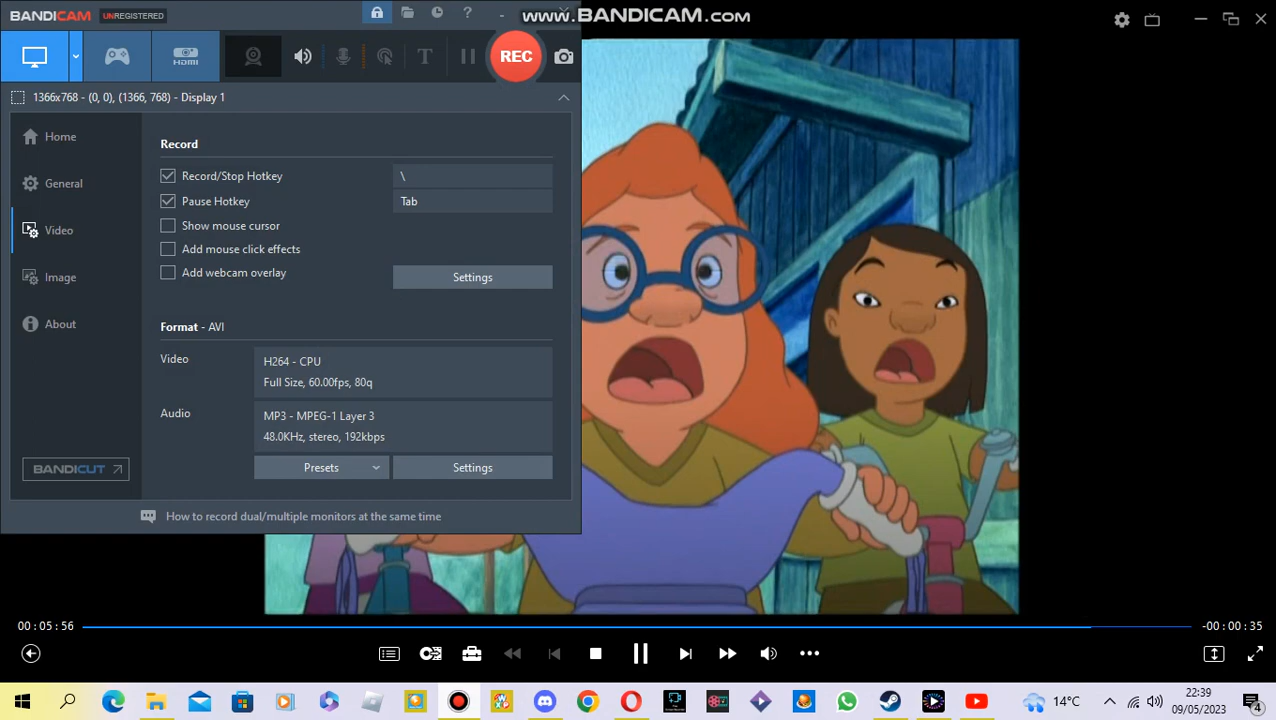 BANDICAM UNREGISTERED
www.BANDICAM.com
HDMI
T
REC
1366x768 - (0, 0), (1366, 768) - Display 1
Home
General
Video
Image
About
BANDICUT
Record
Record/Stop Hotkey \
Pause Hotkey Tab
Show mouse cursor
Add mouse click effects
Add webcam overlay
Settings
Format - AVI
Video H264 - CPU
Full Size, 60.00fps, 80q
Audio MP3 - MPEG-1 Layer 3
48.0KHz, stereo, 192kbps
Presets Settings
How to record dual/multiple monitors at the same time
00:05:56 -00:00:35
14°C
22:39
09/05/2023
4